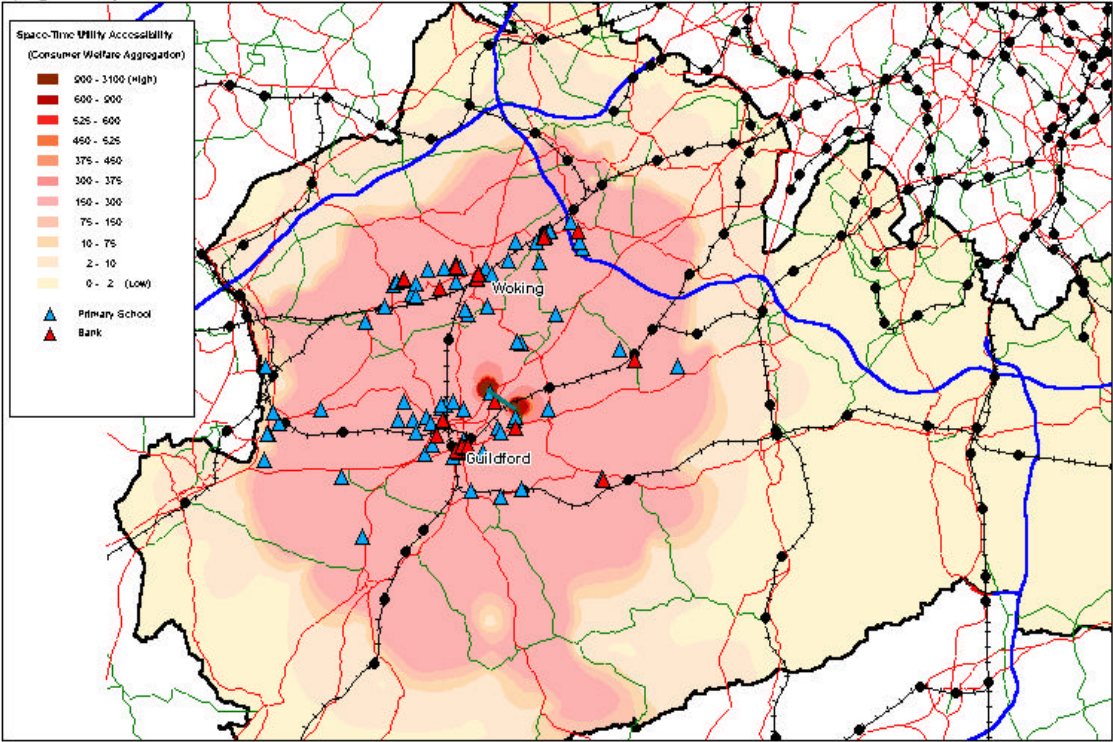 Space-Time Utility Accessibility
(Consumer Welfare Aggregation)
900 - 3100 (High)
600 - 900
525 - 600
450 - 525
375 - 450
300 - 375
150 - 300
75 - 150
10 - 75
2 - 10
0 - 2 (Low)
Primary School
Bank
Woking
Guildford